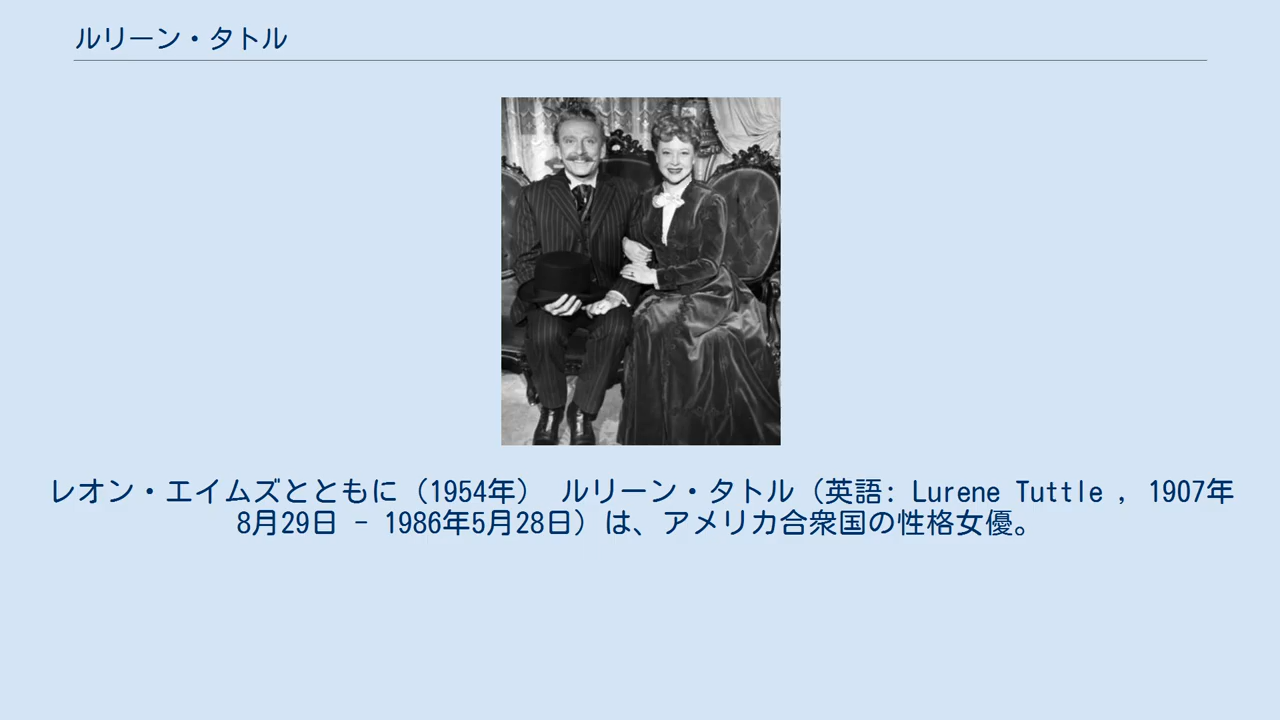 ルリーン・タトル
レオン・エイムズとともに（1954年） ルリーン・タトル（英語: Lurene Tuttle , 1907年
8月29日 - 1986年5月28日）は、アメリカ合衆国の性格女優。